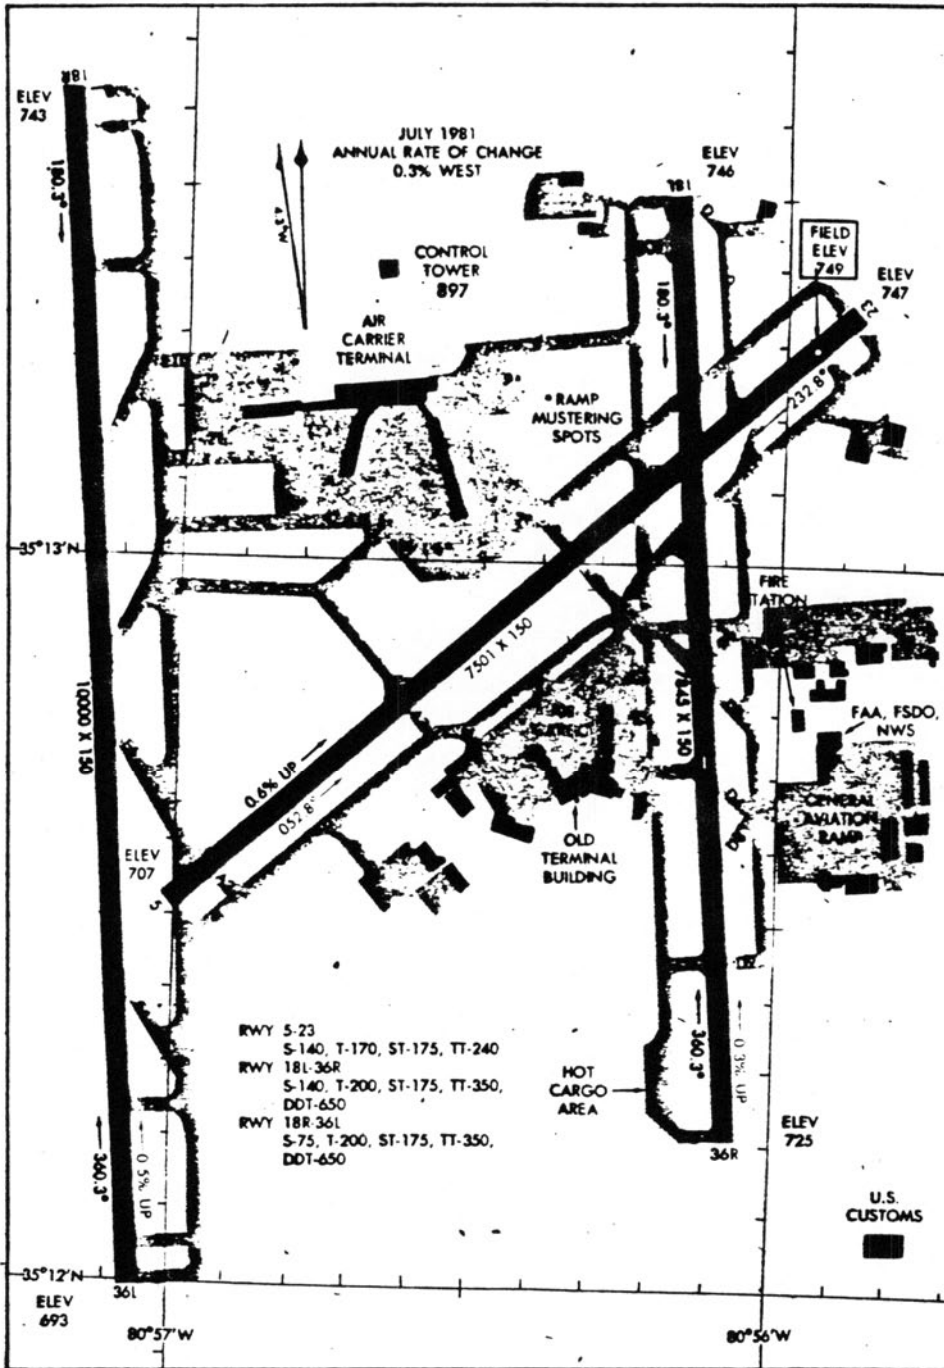 18R
ELEV
743
JULY 1981
ANNUAL RATE OF CHANGE
0.3% WEST
ELEV
746
18L
180.3°
4.3°W
CONTROL
TOWER
897
FIELD
ELEV
749
ELEV
747
23
180.3°
AIR
CARRIER
TERMINAL
232.8°
* RAMP
MUSTERING
SPOTS
35°13'N
FIRE
TATION
7501 X 150
10000 X 150
7845 X 150
FAA, FSDO,
NWS
0.6% UP
052.8°
GENERAL
AVIATION
RAMP
OLD
TERMINAL
BUILDING
ELEV
707
5
RWY 5-23
S-140, T-170, ST-175, TT-240
RWY 18L-36R
S-140, T-200, ST-175, TT-350,
DDT-650
RWY 18R-36L
S-75, T-200, ST-175, TT-350,
DDT-650
HOT
CARGO
AREA
360.3°
0.3% UP
ELEV
725
36R
360.3°
0.5% UP
U.S.
CUSTOMS
35°12'N
36L
ELEV
693
80°57'W
80°56'W